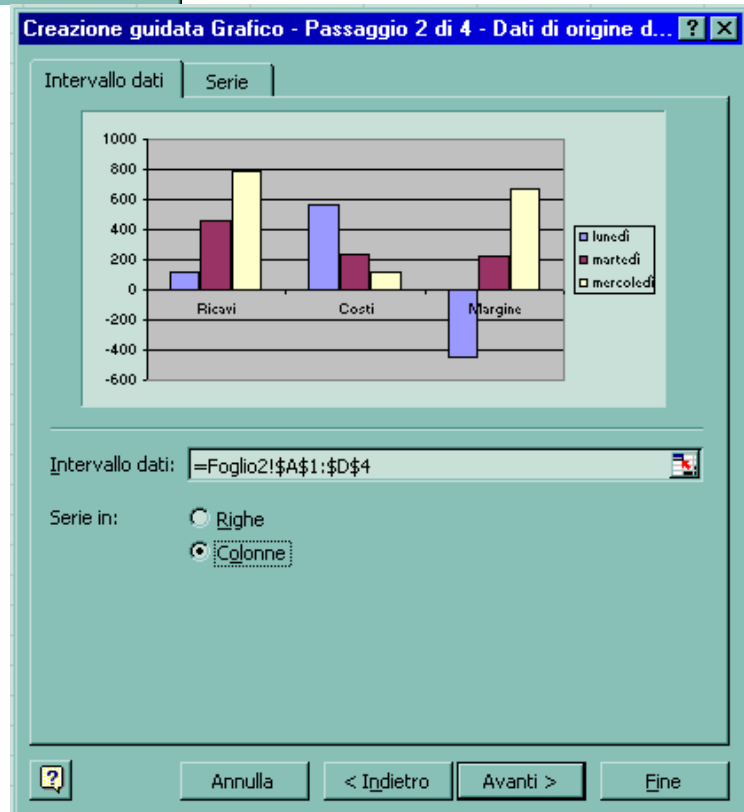 Creazione guidata Grafico - Passaggio 2 di 4 - Dati di origine d...
Intervallo dati
Serie
1000
800
600
400
200
0
-200
-400
-600
Ricavi
Costi
Margine
lunedì
martedì
mercoledì
Intervallo dati: =Foglio2!$A$1:$D$4
Serie in:
Righe
Colonne
Annulla
< Indietro
Avanti >
Fine